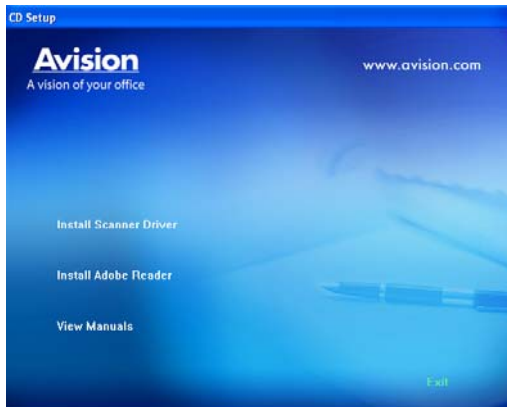 CD Setup
Avision
www.avision.com
A vision of your office
Install Scanner Driver
Install Adobe Reader
View Manuals
Exit